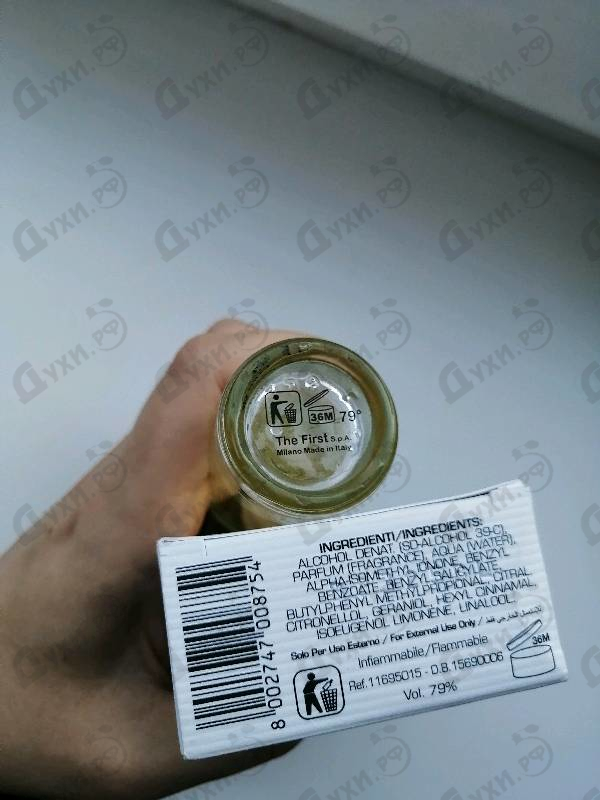 36M 79°
The First S.p.A.
Milano Made in Italy
INGREDIENTI/INGREDIENTS:
ALCOHOL DENAT. (SD-ALCOHOL 39-C),
PARFUM (FRAGRANCE), AQUA (WATER),
ALPHA-ISOMETHYL IONONE, BENZYL
BENZOATE, BENZYL SALICYLATE,
BUTYLPHENYL METHYLPROPIONAL, CITRAL
CITRONELLOL, GERANIOL, HEXYL CINNAMAL,
ISOEUGENOL LIMONENE, LINALOOL.
Solo Per Uso Esterno / For External Use Only /
Infiammabile/Flammable
36M
Ref. 11695015 - D.B.15690006
Vol. 79%
8 002747 008754
Духи.рф